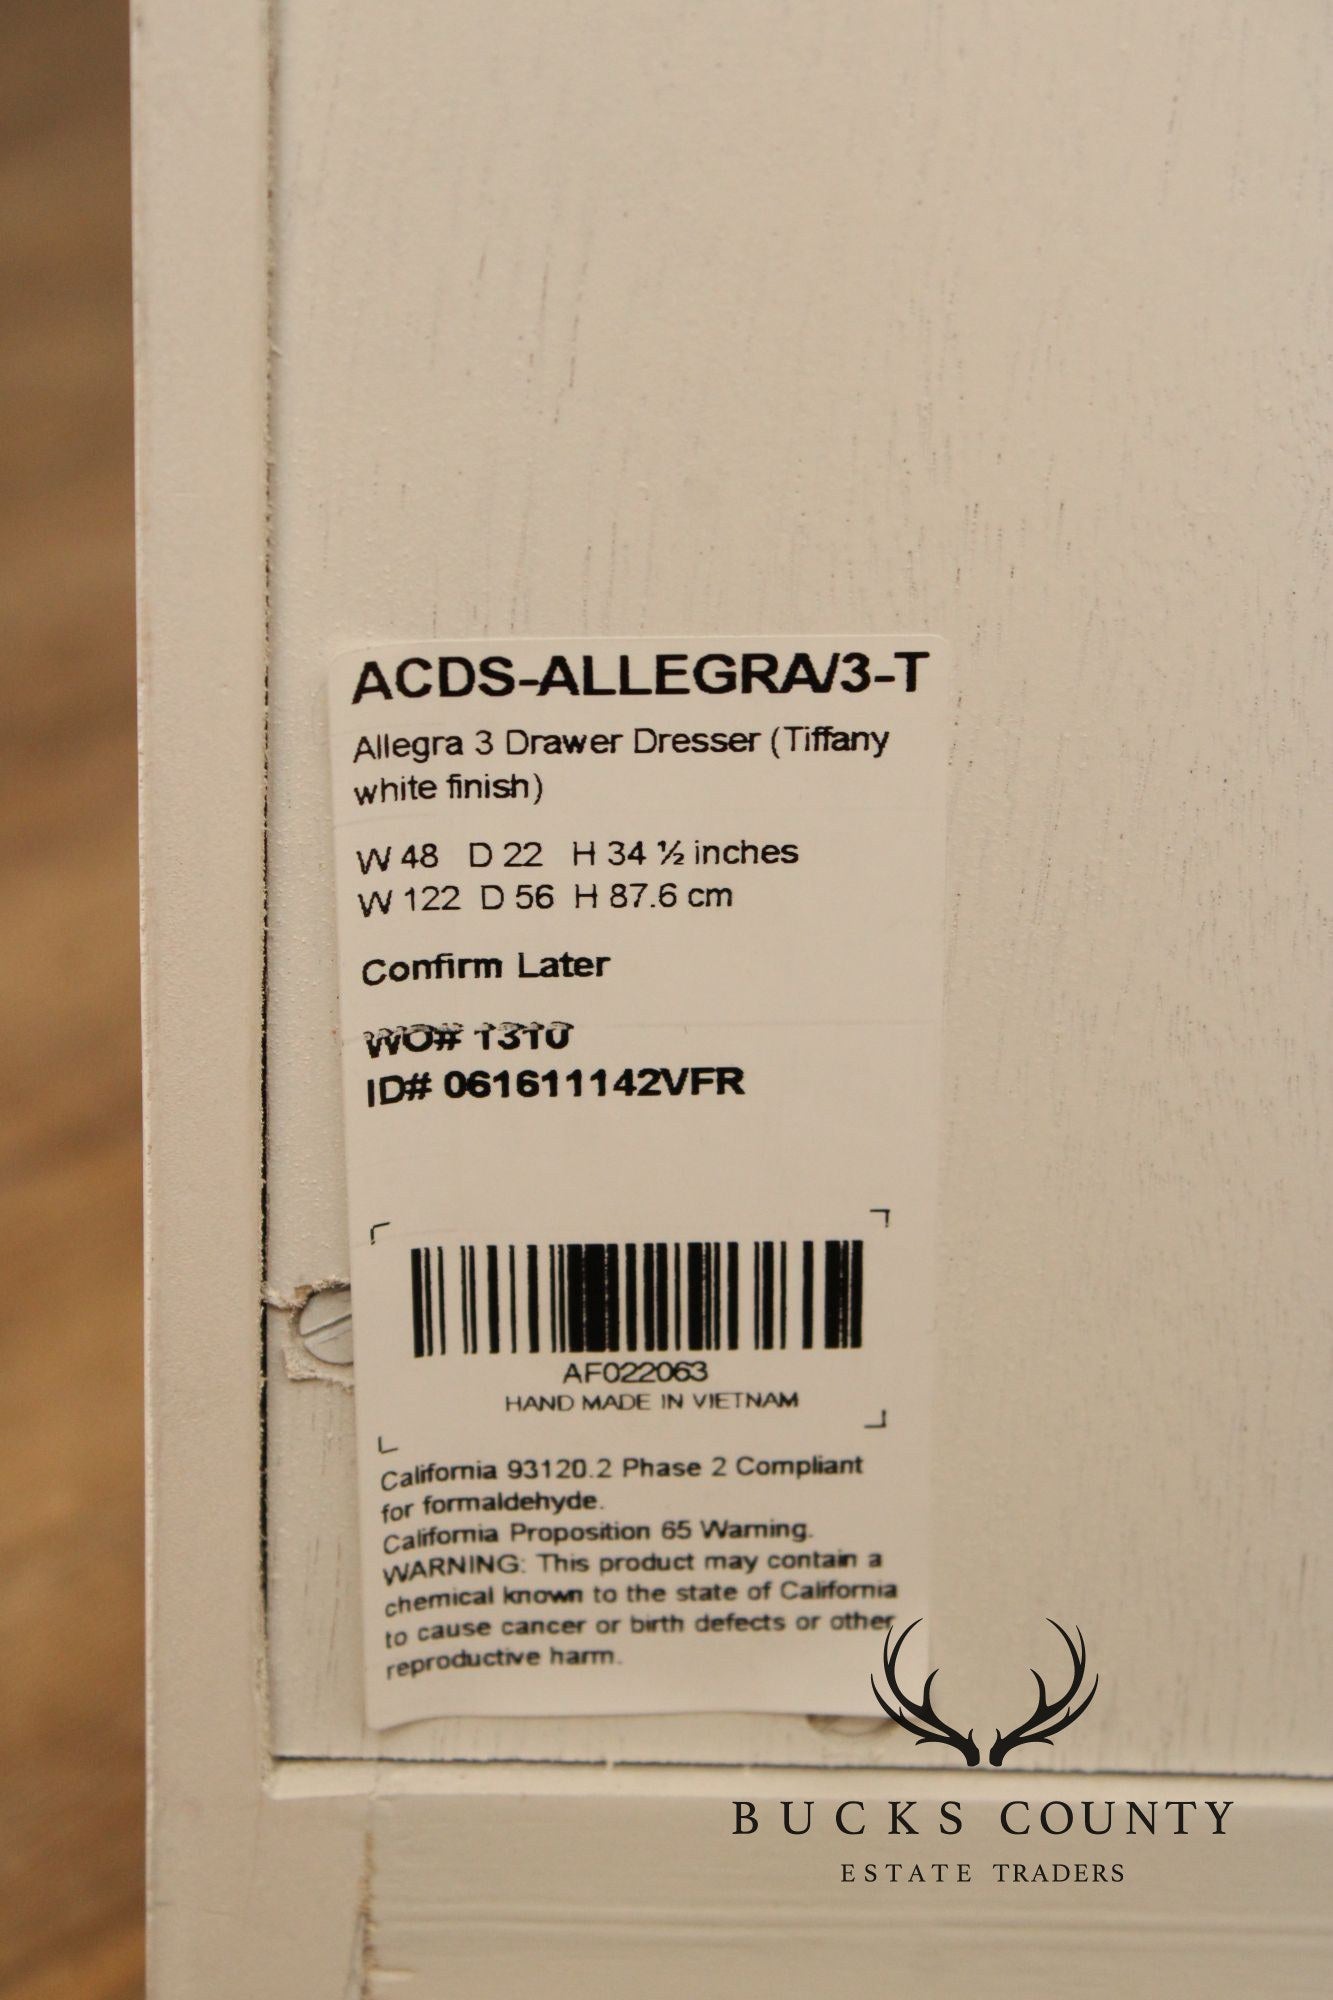 ACDS-ALLEGRA/3-T
Allegra 3 Drawer Dresser (Tiffany
white finish)
W 48 D 22 H 34 ½ inches
W 122 D 56 H 87.6 cm
Confirm Later
WO# 1310
ID# 061611142VFR
AF022063
HAND MADE IN VIETNAM
California 93120.2 Phase 2 Compliant
for formaldehyde.
California Proposition 65 Warning.
WARNING: This product may contain a
chemical known to the state of California
to cause cancer or birth defects or other
reproductive harm.
BUCKS COUNTY
ESTATE TRADERS